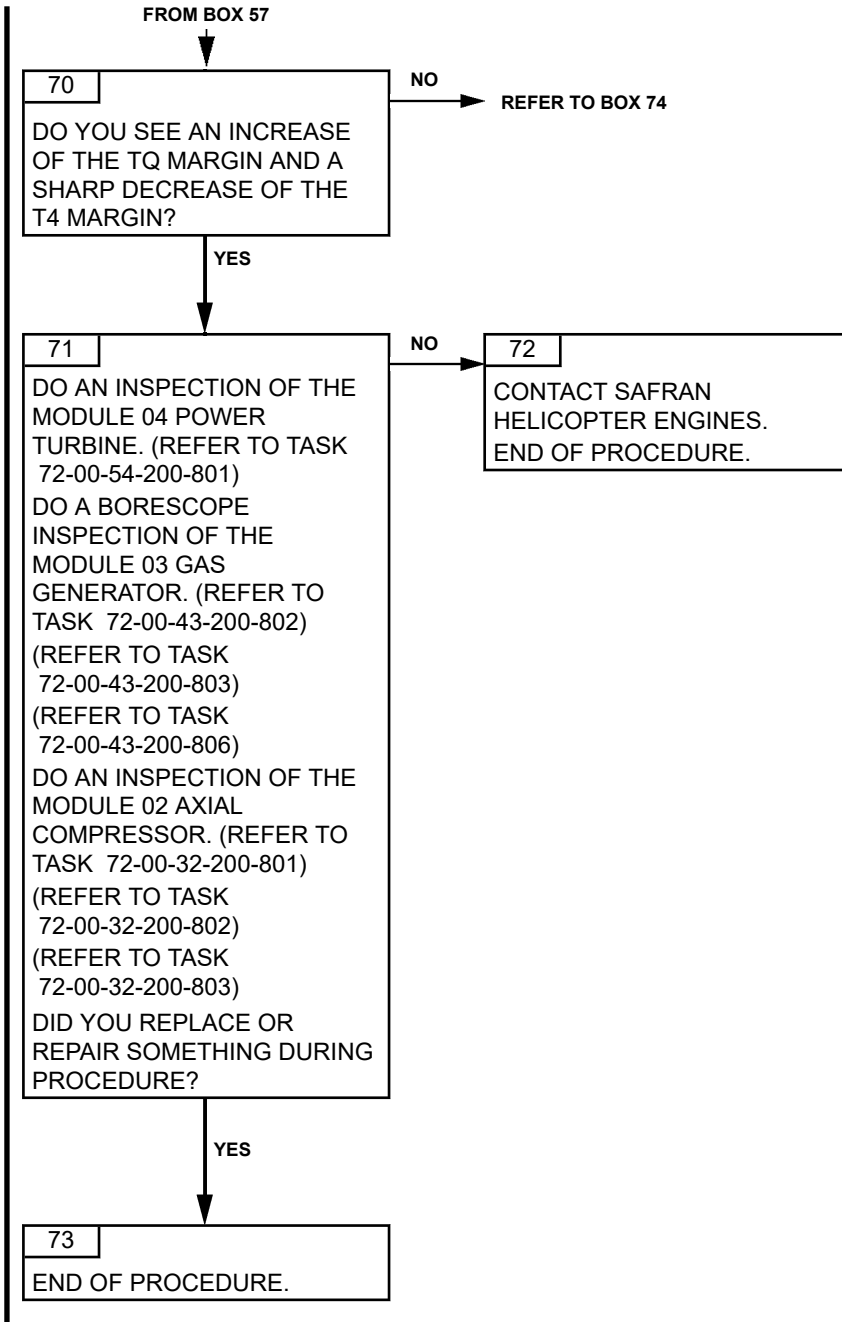 FROM BOX 57
70
NO
REFER TO BOX 74
DO YOU SEE AN INCREASE
OF THE TQ MARGIN AND A
SHARP DECREASE OF THE
T4 MARGIN?
YES
71
NO
72
DO AN INSPECTION OF THE
MODULE 04 POWER
TURBINE. (REFER TO TASK
72-00-54-200-801)
DO A BORESCOPE
INSPECTION OF THE
MODULE 03 GAS
GENERATOR. (REFER TO
TASK 72-00-43-200-802)
(REFER TO TASK
72-00-43-200-803)
(REFER TO TASK
72-00-43-200-806)
DO AN INSPECTION OF THE
MODULE 02 AXIAL
COMPRESSOR. (REFER TO
TASK 72-00-32-200-801)
(REFER TO TASK
72-00-32-200-802)
(REFER TO TASK
72-00-32-200-803)
DID YOU REPLACE OR
REPAIR SOMETHING DURING
PROCEDURE?
CONTACT SAFRAN
HELICOPTER ENGINES.
END OF PROCEDURE.
YES
73
END OF PROCEDURE.